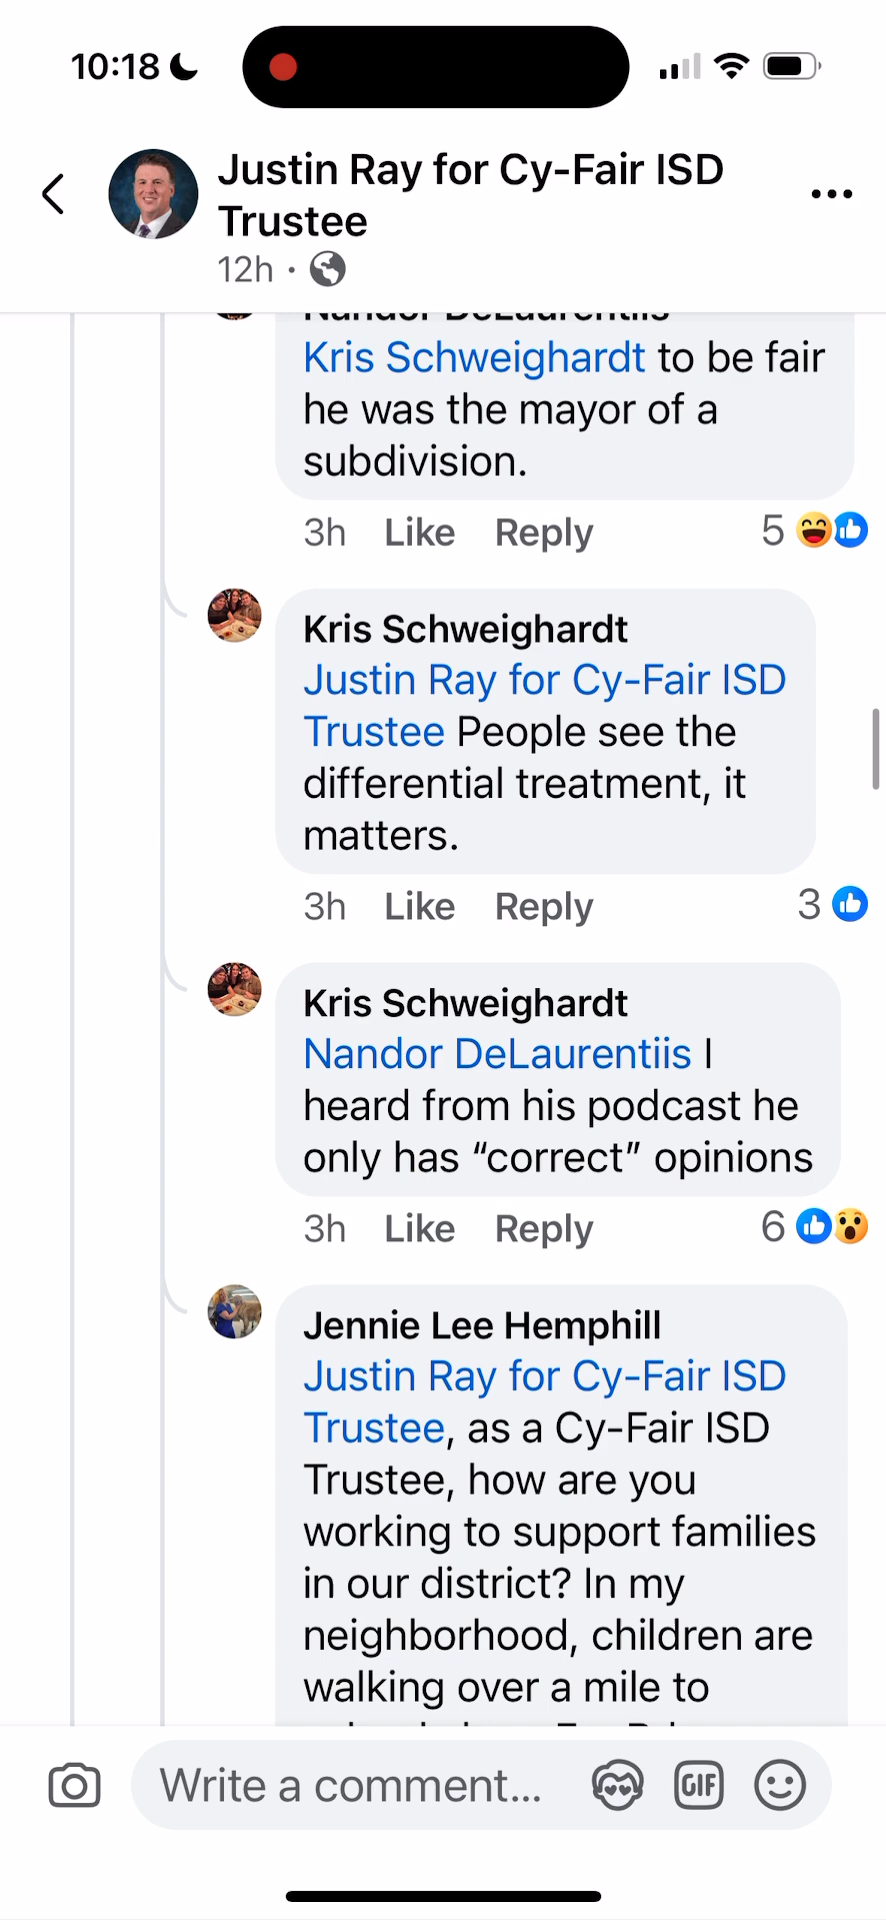 10:18
Justin Ray for Cy-Fair ISD
Trustee
12h ·
Nandor DeLaurentiis
Kris Schweighardt to be fair
he was the mayor of a
subdivision.
3h Like Reply 5
Kris Schweighardt
Justin Ray for Cy-Fair ISD
Trustee People see the
differential treatment, it
matters.
3h Like Reply 3
Kris Schweighardt
Nandor DeLaurentiis I
heard from his podcast he
only has “correct” opinions
3h Like Reply 6
Jennie Lee Hemphill
Justin Ray for Cy-Fair ISD
Trustee, as a Cy-Fair ISD
Trustee, how are you
working to support families
in our district? In my
neighborhood, children are
walking over a mile to
Write a comment...
GIF